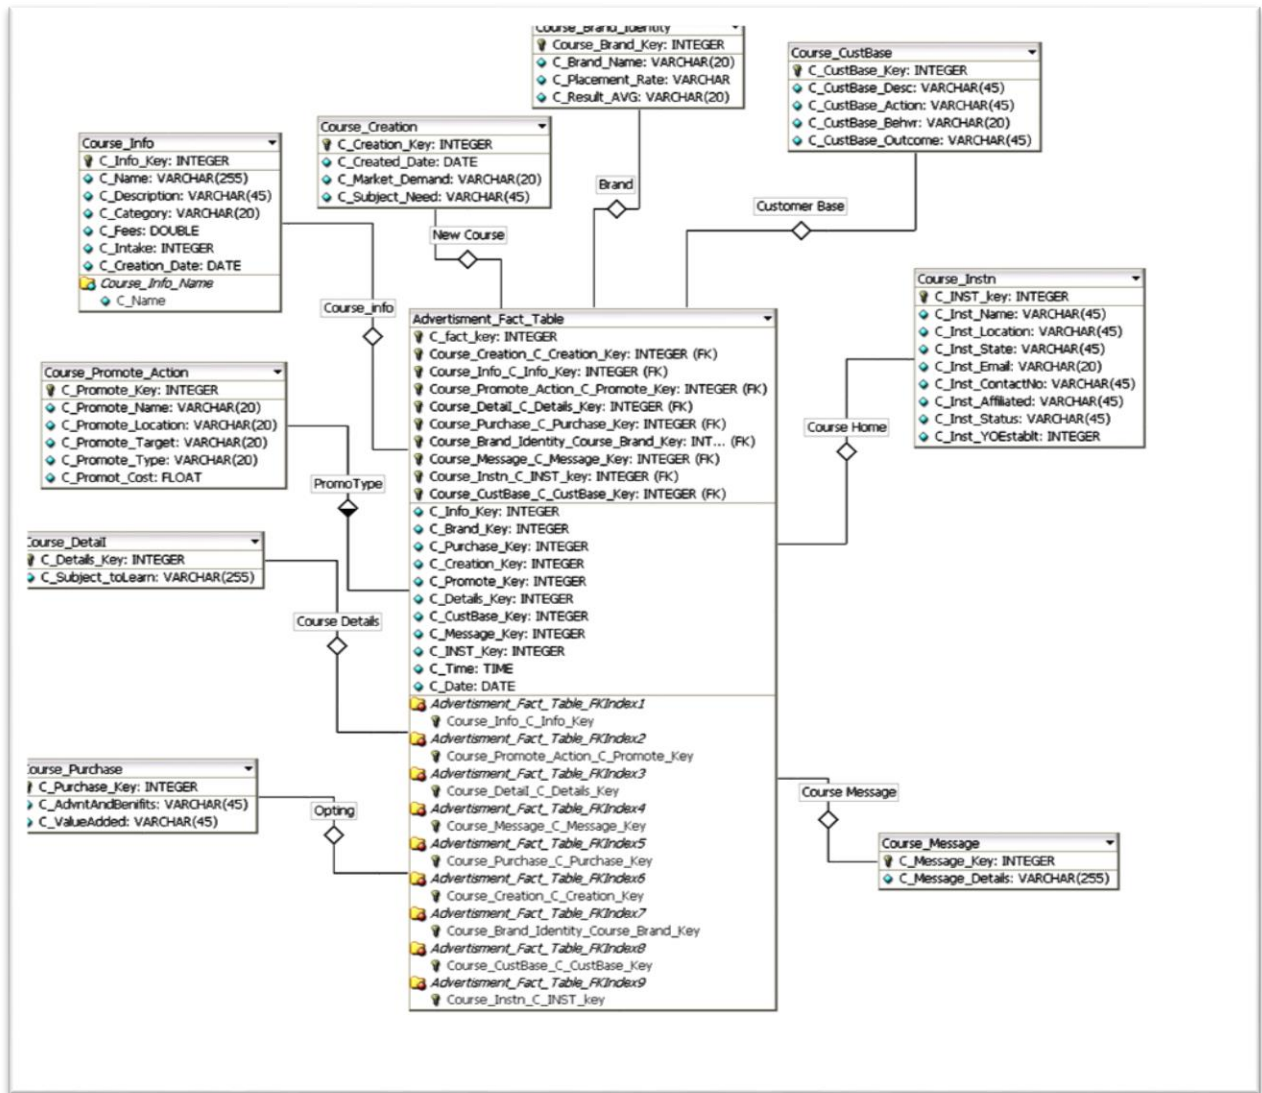 Course_Brand_Identity
Course_Brand_Key: INTEGER
C_Brand_Name: VARCHAR(20)
C_Placement_Rate: VARCHAR
C_Result_AVG: VARCHAR(20)
Course_CustBase
C_CustBase_Key: INTEGER
C_CustBase_Desc: VARCHAR(45)
C_CustBase_Action: VARCHAR(45)
C_CustBase_Behvr: VARCHAR(20)
C_CustBase_Outcome: VARCHAR(45)
Course_Creation
C_Creation_Key: INTEGER
C_Created_Date: DATE
C_Market_Demand: VARCHAR(20)
C_Subject_Need: VARCHAR(45)
Course_Info
C_Info_Key: INTEGER
C_Name: VARCHAR(255)
C_Description: VARCHAR(45)
C_Category: VARCHAR(20)
C_Fees: DOUBLE
C_Intake: INTEGER
C_Creation_Date: DATE
Course_Info_Name
C_Name
Brand
Customer Base
New Course
Course_info
Course_Instn
C_INST_key: INTEGER
C_Inst_Name: VARCHAR(45)
C_Inst_Location: VARCHAR(45)
C_Inst_State: VARCHAR(45)
C_Inst_Email: VARCHAR(20)
C_Inst_ContactNo: VARCHAR(45)
C_Inst_Affiliated: VARCHAR(45)
C_Inst_Status: VARCHAR(45)
C_Inst_YOEstablt: INTEGER
Advertisment_Fact_Table
C_fact_key: INTEGER
Course_Creation_C_Creation_Key: INTEGER (FK)
Course_Info_C_Info_Key: INTEGER (FK)
Course_Promote_Action_C_Promote_Key: INTEGER (FK)
Course_Detail_C_Details_Key: INTEGER (FK)
Course_Purchase_C_Purchase_Key: INTEGER (FK)
Course_Brand_Identity_Course_Brand_Key: INT... (FK)
Course_Message_C_Message_Key: INTEGER (FK)
Course_Instn_C_INST_key: INTEGER (FK)
Course_CustBase_C_CustBase_Key: INTEGER (FK)
C_Info_Key: INTEGER
C_Brand_Key: INTEGER
C_Purchase_Key: INTEGER
C_Creation_Key: INTEGER
C_Promote_Key: INTEGER
C_Details_Key: INTEGER
C_CustBase_Key: INTEGER
C_Message_Key: INTEGER
C_INST_Key: INTEGER
C_Time: TIME
C_Date: DATE
Advertisment_Fact_Table_FKIndex1
Course_Info_C_Info_Key
Advertisment_Fact_Table_FKIndex2
Course_Promote_Action_C_Promote_Key
Advertisment_Fact_Table_FKIndex3
Course_Detail_C_Details_Key
Advertisment_Fact_Table_FKIndex4
Course_Message_C_Message_Key
Advertisment_Fact_Table_FKIndex5
Course_Purchase_C_Purchase_Key
Advertisment_Fact_Table_FKIndex6
Course_Creation_C_Creation_Key
Advertisment_Fact_Table_FKIndex7
Course_Brand_Identity_Course_Brand_Key
Advertisment_Fact_Table_FKIndex8
Course_CustBase_C_CustBase_Key
Advertisment_Fact_Table_FKIndex9
Course_Instn_C_INST_key
Course_Promote_Action
C_Promote_Key: INTEGER
C_Promote_Name: VARCHAR(20)
C_Promote_Location: VARCHAR(20)
C_Promote_Target: VARCHAR(20)
C_Promote_Type: VARCHAR(20)
C_Promot_Cost: FLOAT
Course Home
PromoType
Course_Detail
C_Details_Key: INTEGER
C_Subject_toLearn: VARCHAR(255)
Course Details
Course_Purchase
C_Purchase_Key: INTEGER
C_AdvntAndBenifits: VARCHAR(45)
C_ValueAdded: VARCHAR(45)
Opting
Course Message
Course_Message
C_Message_Key: INTEGER
C_Message_Details: VARCHAR(255)